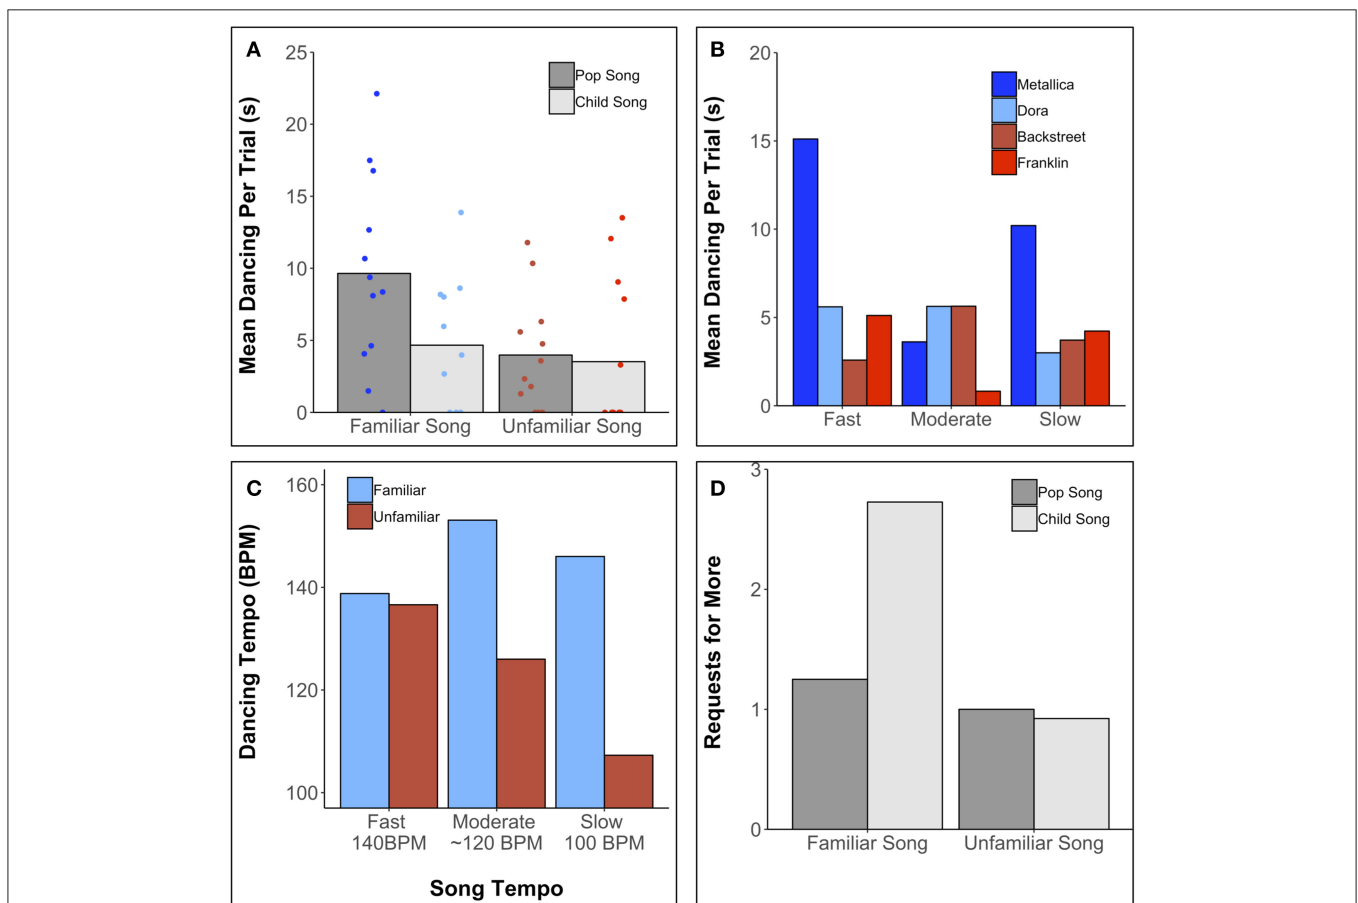 A
Mean Dancing Per Trial (s)
25
20
15
10
5
0
Pop Song
Child Song
Familiar Song
Unfamiliar Song
B
Mean Dancing Per Trial (s)
20
15
10
5
0
Metallica
Dora
Backstreet
Franklin
Fast
Moderate
Slow
C
Dancing Tempo (BPM)
160
140
120
100
Familiar
Unfamiliar
Fast
140BPM
Moderate
~120 BPM
Slow
100 BPM
Song Tempo
D
Requests for More
3
2
1
0
Pop Song
Child Song
Familiar Song
Unfamiliar Song